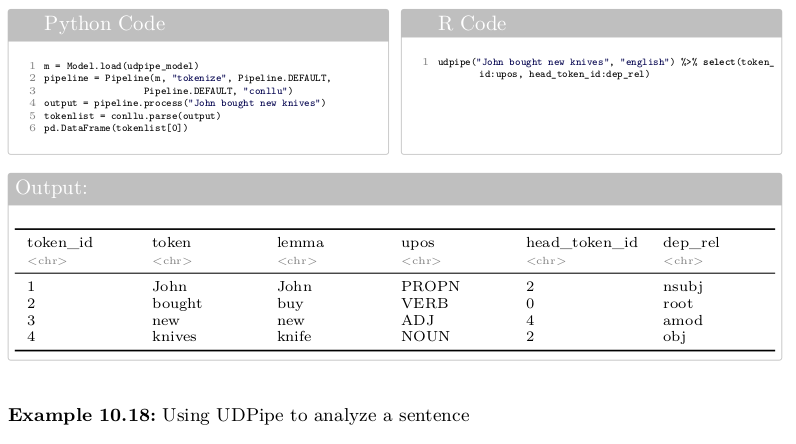 Python Code
1 m = Model.load(udpipe_model)
2 pipeline = Pipeline(m, "tokenize", Pipeline.DEFAULT,
3 Pipeline.DEFAULT, "conllu")
4 output = pipeline.process("John bought new knives")
5 tokenlist = conllu.parse(output)
6 pd.DataFrame(tokenlist[0])
R Code
1 udpipe("John bought new knives", "english") %>% select(token_
id:upos, head_token_id:dep_rel)
Output:
token_id token lemma upos head_token_id dep_rel
<chr> <chr> <chr> <chr> <chr> <chr>
1 John John PROPN 2 nsubj
2 bought buy VERB 0 root
3 new new ADJ 4 amod
4 knives knife NOUN 2 obj
Example 10.18: Using UDPipe to analyze a sentence